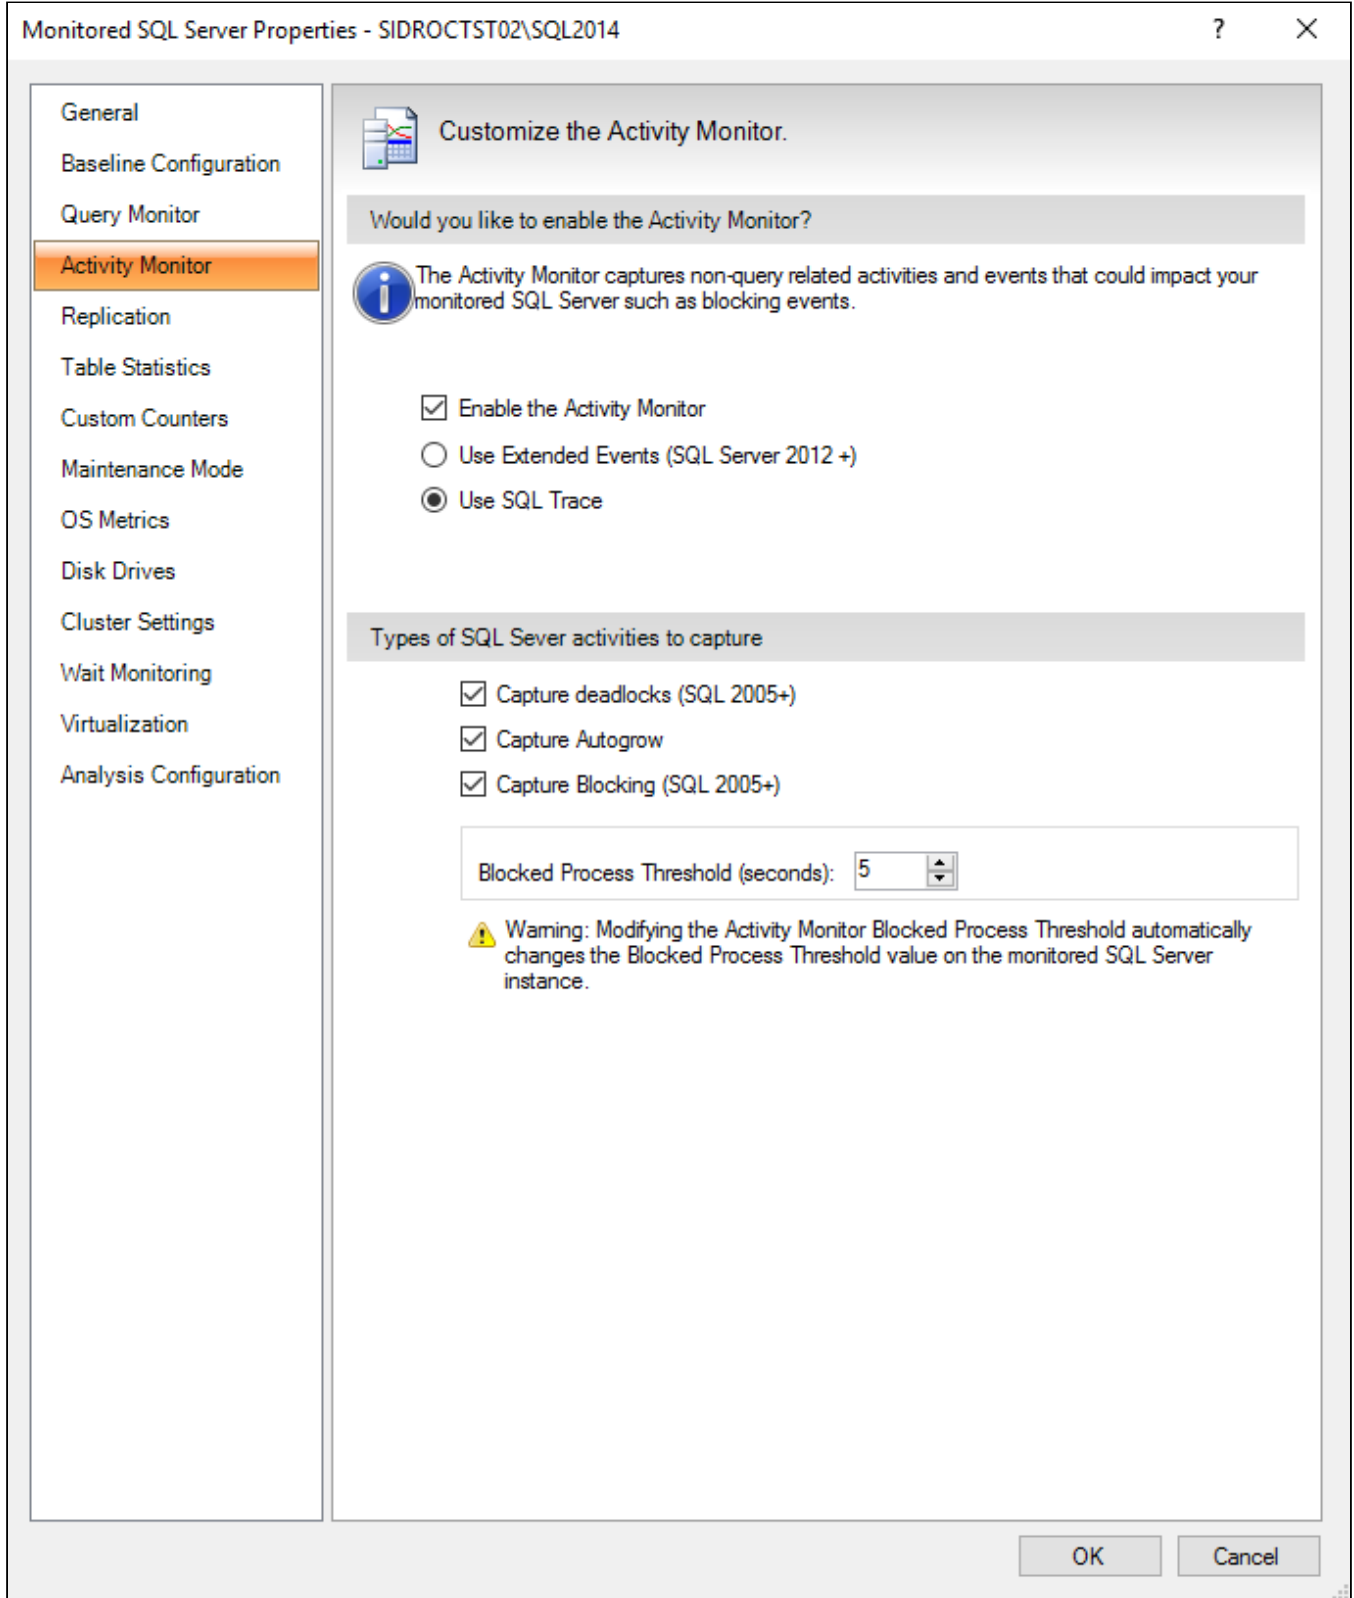 Monitored SQL Server Properties - SIDROCTST02\SQL2014
General
Baseline Configuration
Query Monitor
Activity Monitor
Replication
Table Statistics
Custom Counters
Maintenance Mode
OS Metrics
Disk Drives
Cluster Settings
Wait Monitoring
Virtualization
Analysis Configuration
Customize the Activity Monitor.
Would you like to enable the Activity Monitor?
The Activity Monitor captures non-query related activities and events that could impact your
monitored SQL Server such as blocking events.
Enable the Activity Monitor
Use Extended Events (SQL Server 2012 +)
Use SQL Trace
Types of SQL Sever activities to capture
Capture deadlocks (SQL 2005+)
Capture Autogrow
Capture Blocking (SQL 2005+)
Blocked Process Threshold (seconds): 5
Warning: Modifying the Activity Monitor Blocked Process Threshold automatically
changes the Blocked Process Threshold value on the monitored SQL Server
instance.
OK
Cancel